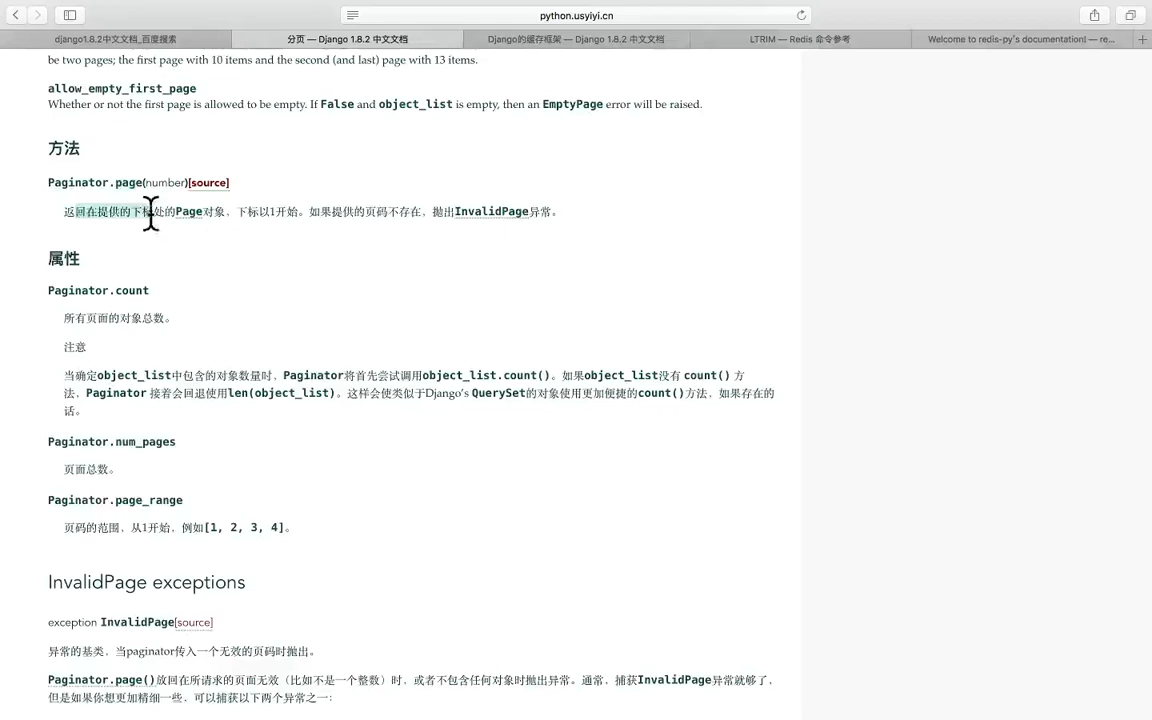 python.usyiyi.cn
django1.8.2中文文档_百度搜索
分页 — Django 1.8.2 中文文档
Django的缓存框架 — Django 1.8.2 中文文档
LTRIM — Redis 命令参考
Welcome to redis-py's documentation! — re...
be two pages; the first page with 10 items and the second (and last) page with 13 items.
allow_empty_first_page
Whether or not the first page is allowed to be empty. If False and object_list is empty, then an EmptyPage error will be raised.
方法
Paginator.page(number)[source]
返回在提供的下标处的Page对象，下标以1开始。如果提供的页码不存在，抛出InvalidPage异常。
属性
Paginator.count
所有页面的对象总数。
注意
当确定object_list中包含的对象数量时，Paginator将首先尝试调用object_list.count()。如果object_list没有 count() 方
法，Paginator 接着会回退使用len(object_list)。这样会使类似于Django's QuerySet的对象使用更加便捷的count()方法，如果存在的
话。
Paginator.num_pages
页面总数。
Paginator.page_range
页码的范围，从1开始，例如[1, 2, 3, 4]。
InvalidPage exceptions
exception InvalidPage[source]
异常的基类，当paginator传入一个无效的页码时抛出。
Paginator.page()放回在所请求的页面无效（比如不是一个整数）时，或者不包含任何对象时抛出异常。通常，捕获InvalidPage异常就够了，
但是如果你想更加精细一些，可以捕获以下两个异常之一：